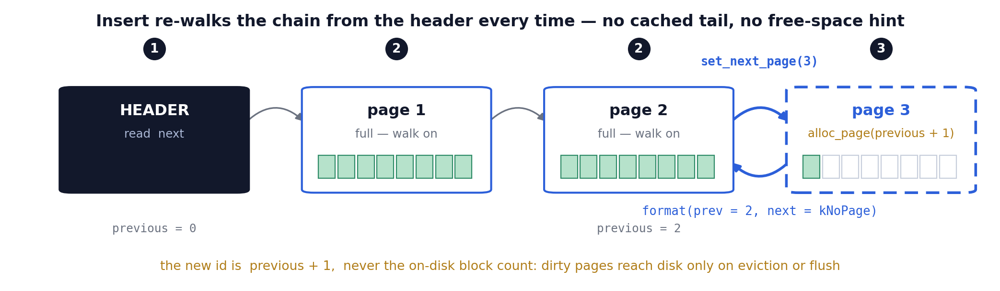 Insert re-walks the chain from the header every time — no cached tail, no free-space hint
1
2
2
3
set_next_page(3)
HEADER
read  next
page 1
full — walk on
page 2
full — walk on
page 3
alloc_page(previous + 1)
format(prev = 2, next = kNoPage)
previous = 0
previous = 2
the new id is  previous + 1,  never the on-disk block count: dirty pages reach disk only on eviction or flush